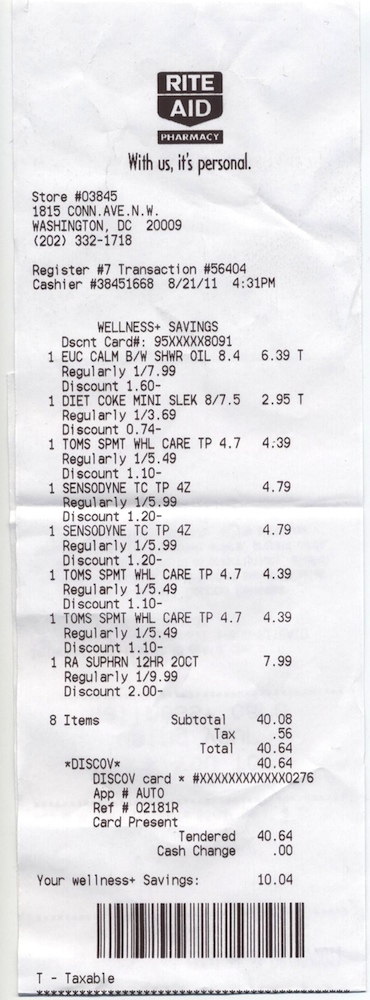 RITE
AID
PHARMACY
With us, it's personal.
Store #03845
1815 CONN.AVE.N.W.
WASHINGTON, DC 20009
(202) 332-1718
Register #7 Transaction #56404
Cashier #38451668 8/21/11 4:31PM
WELLNESS+ SAVINGS
Dscnt Card#: 95XXXXX8091
1 EUC CALM B/W SHWR OIL 8.4 6.39 T
Regularly 1/7.99
Discount 1.60-
1 DIET COKE MINI SLEK 8/7.5 2.95 T
Regularly 1/3.69
Discount 0.74-
1 TOMS SPMT WHL CARE TP 4.7 4.39
Regularly 1/5.49
Discount 1.10-
1 SENSODYNE TC TP 4Z 4.79
Regularly 1/5.99
Discount 1.20-
1 SENSODYNE TC TP 4Z 4.79
Regularly 1/5.99
Discount 1.20-
1 TOMS SPMT WHL CARE TP 4.7 4.39
Regularly 1/5.49
Discount 1.10-
1 TOMS SPMT WHL CARE TP 4.7 4.39
Regularly 1/5.49
Discount 1.10-
1 RA SUPHRN 12HR 20CT 7.99
Regularly 1/9.99
Discount 2.00-
8 Items Subtotal 40.08
Tax .56
Total 40.64
*DISCOV* 40.64
DISCOV card * #XXXXXXXXXXXX0276
App # AUTO
Ref # 02181R
Card Present
Tendered 40.64
Cash Change .00
Your wellness+ Savings: 10.04
T - Taxable